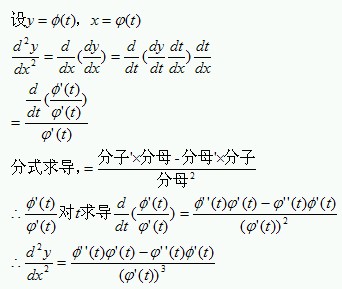 设y = ϕ(t), x = φ(t)
d²y/dx² = d/dx(dy/dx) = d/dt(dy/dt dt/dx) dt/dx
= d/dt(ϕ'(t)/φ'(t))/φ'(t)
分式求导, = 分子'×分母 - 分母'×分子/分母²
∴ ϕ'(t)/φ'(t) 对t求导 d/dt(ϕ'(t)/φ'(t)) = ϕ''(t)φ'(t) − φ''(t)ϕ'(t)/(φ'(t))²
∴ d²y/dx² = ϕ''(t)φ'(t) − φ''(t)ϕ'(t)/(φ'(t))³